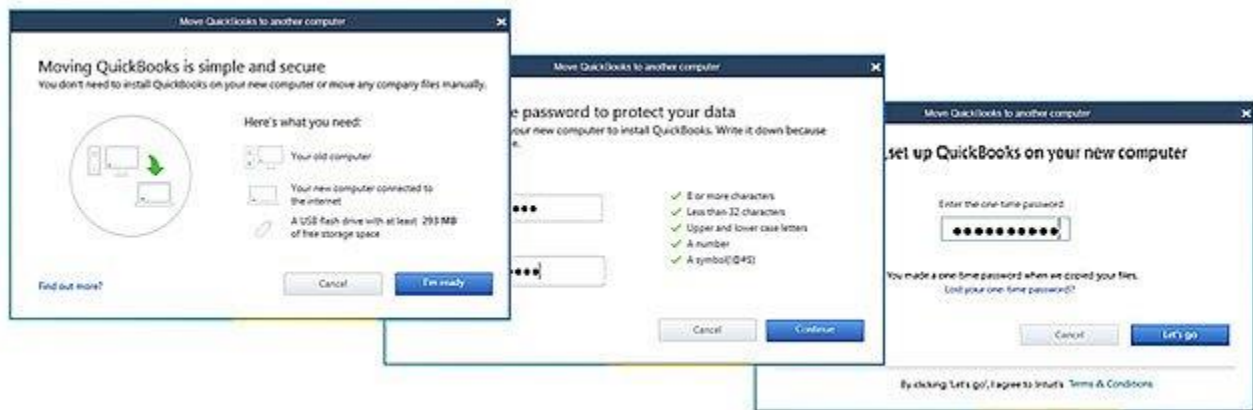 Move QuickBooks to another computer
Moving QuickBooks is simple and secure
You don't need to install QuickBooks on your new computer or move any company files manually.
Here's what you need:
Your old computer
Your new computer connected to
the internet
A USB flash drive with at least 293 MB
of free storage space
Find out more?
Cancel
I'm ready
Move QuickBooks to another computer
password to protect your data
your new computer to install QuickBooks. Write it down because
8 or more characters
Less than 32 characters
Upper and lower case letters
A number
Cancel
Continue
Move QuickBooks to another computer
, set up QuickBooks on your new computer
Enter the one-time password
You made a one-time password when we copied your files.
Lost your one-time password?
Cancel
Let's go
By clicking 'Let's go', I agree to Intuit's Terms & Conditions